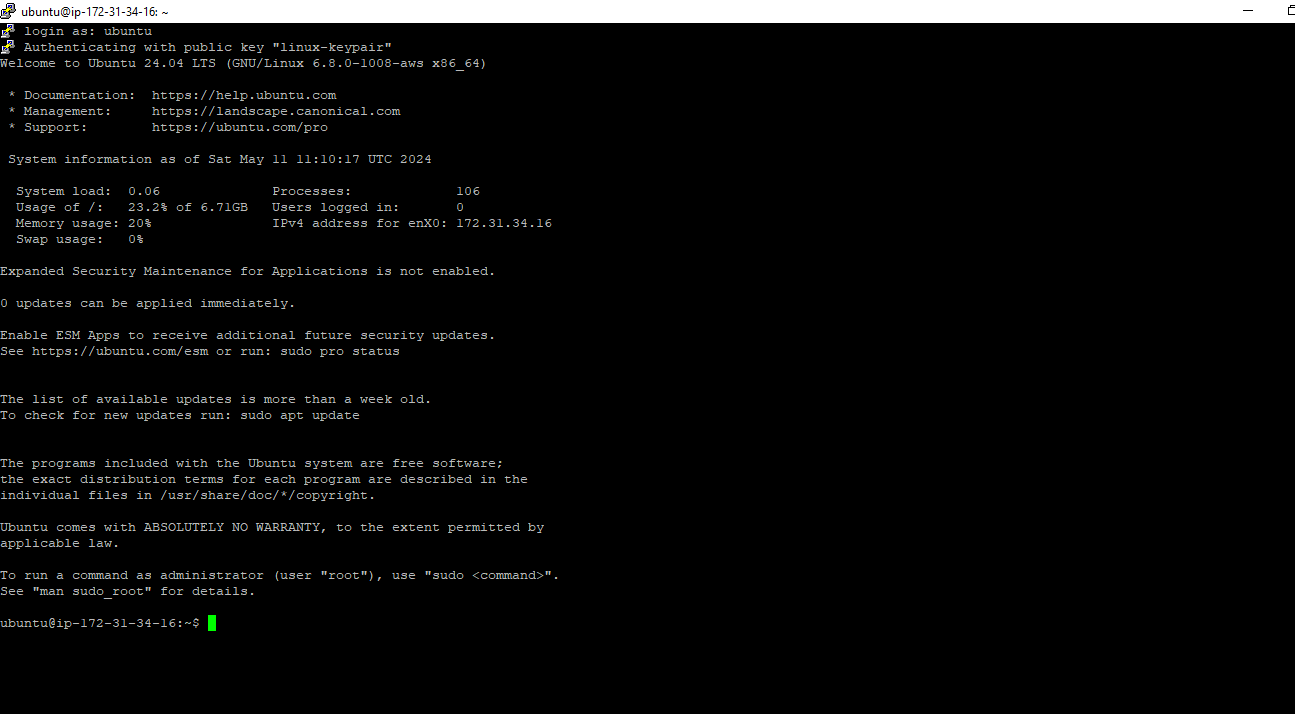 ubuntu@ip-172-31-34-16: ~
login as: ubuntu
Authenticating with public key "linux-keypair"
Welcome to Ubuntu 24.04 LTS (GNU/Linux 6.8.0-1008-aws x86_64)
* Documentation:  https://help.ubuntu.com
* Management:     https://landscape.canonical.com
* Support:        https://ubuntu.com/pro
System information as of Sat May 11 11:10:17 UTC 2024
System load:  0.06              Processes:             106
Usage of /:   23.2% of 6.71GB   Users logged in:       0
Memory usage: 20%               IPv4 address for enX0: 172.31.34.16
Swap usage:   0%
Expanded Security Maintenance for Applications is not enabled.
0 updates can be applied immediately.
Enable ESM Apps to receive additional future security updates.
See https://ubuntu.com/esm or run: sudo pro status
The list of available updates is more than a week old.
To check for new updates run: sudo apt update
The programs included with the Ubuntu system are free software;
the exact distribution terms for each program are described in the
individual files in /usr/share/doc/*/copyright.
Ubuntu comes with ABSOLUTELY NO WARRANTY, to the extent permitted by
applicable law.
To run a command as administrator (user "root"), use "sudo <command>".
See "man sudo_root" for details.
ubuntu@ip-172-31-34-16:~$